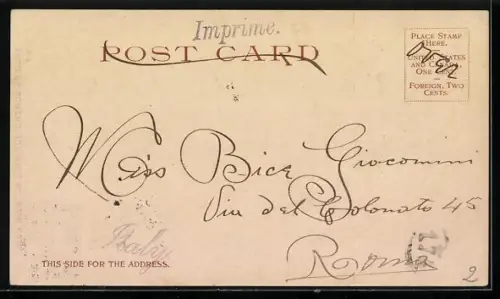 Imprime.
POST CARD
PLACE STAMP
HERE.
UNITED STATES
AND CANADA
ONE CENT
FOREIGN, TWO
CENTS.
Miss Bice Giocomini
Via del Colonato 45
Roma
Italy
THIS SIDE FOR THE ADDRESS.
17
2